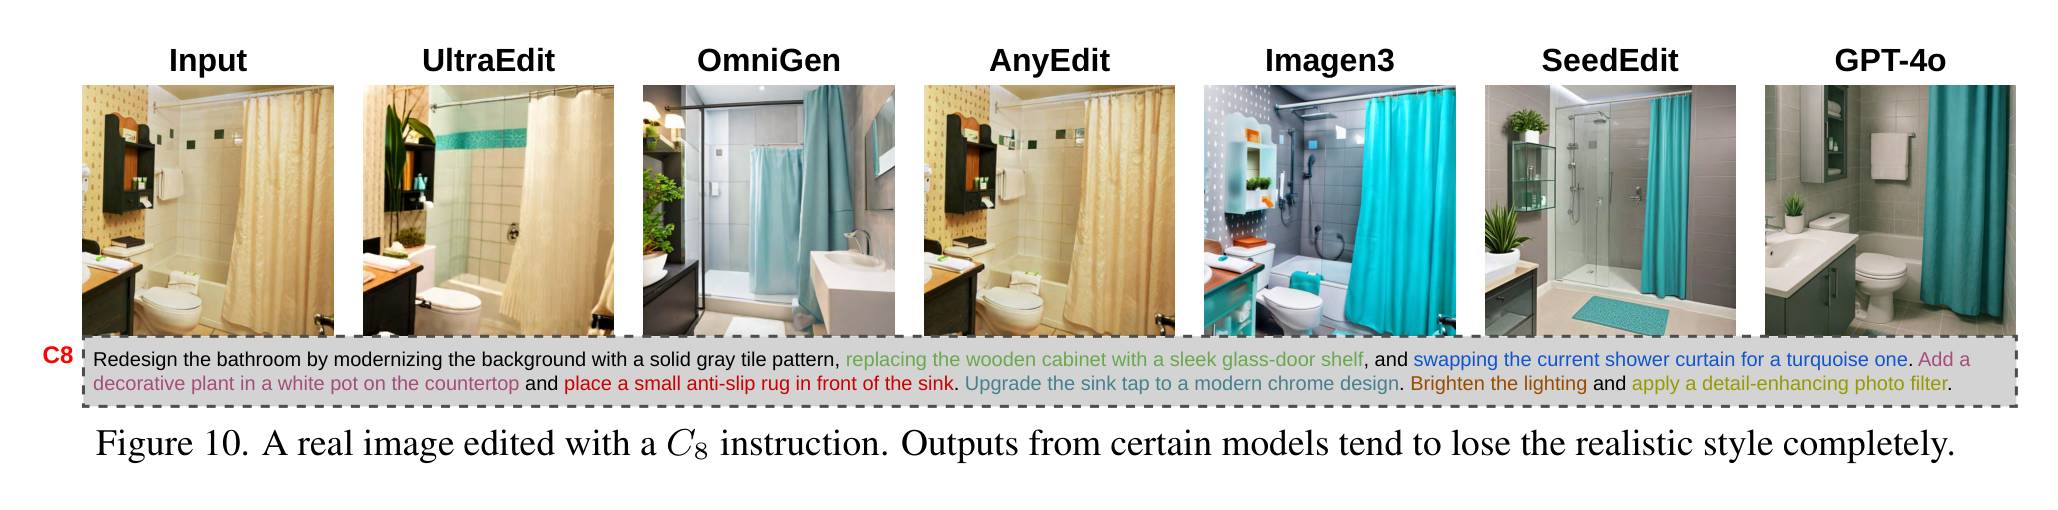 Input UltraEdit OmniGen AnyEdit Imagen3 SeedEdit GPT-4o
C8 Redesign the bathroom by modernizing the background with a solid gray tile pattern, replacing the wooden cabinet with a sleek glass-door shelf, and swapping the current shower curtain for a turquoise one. Add a
decorative plant in a white pot on the countertop and place a small anti-slip rug in front of the sink. Upgrade the sink tap to a modern chrome design. Brighten the lighting and apply a detail-enhancing photo filter.
Figure 10. A real image edited with a C8 instruction. Outputs from certain models tend to lose the realistic style completely.